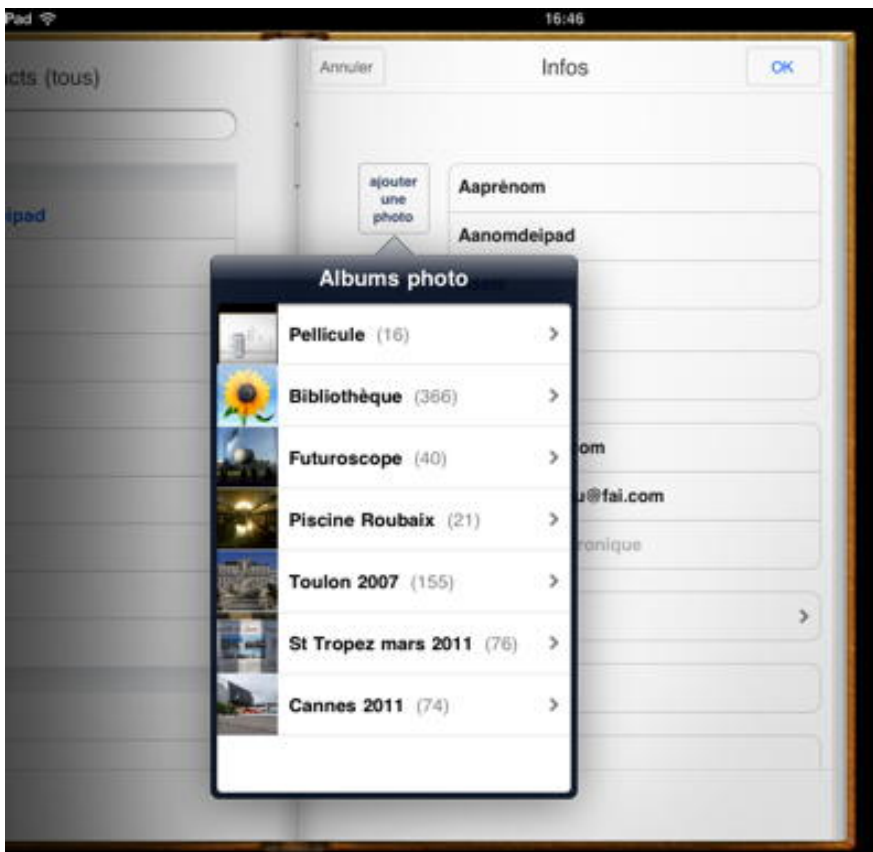 Pad 16:46
acts (tous)
Annuler Infos OK
ajouter
une
photo
Aaprénom
ipad
Aanomdeipad
Albums photo
Pellicule (16)
Bibliothèque (366)
Futuroscope (40)
om
Piscine Roubaix (21)
u@fai.com
ronique
Toulon 2007 (155)
St Tropez mars 2011 (76)
Cannes 2011 (74)